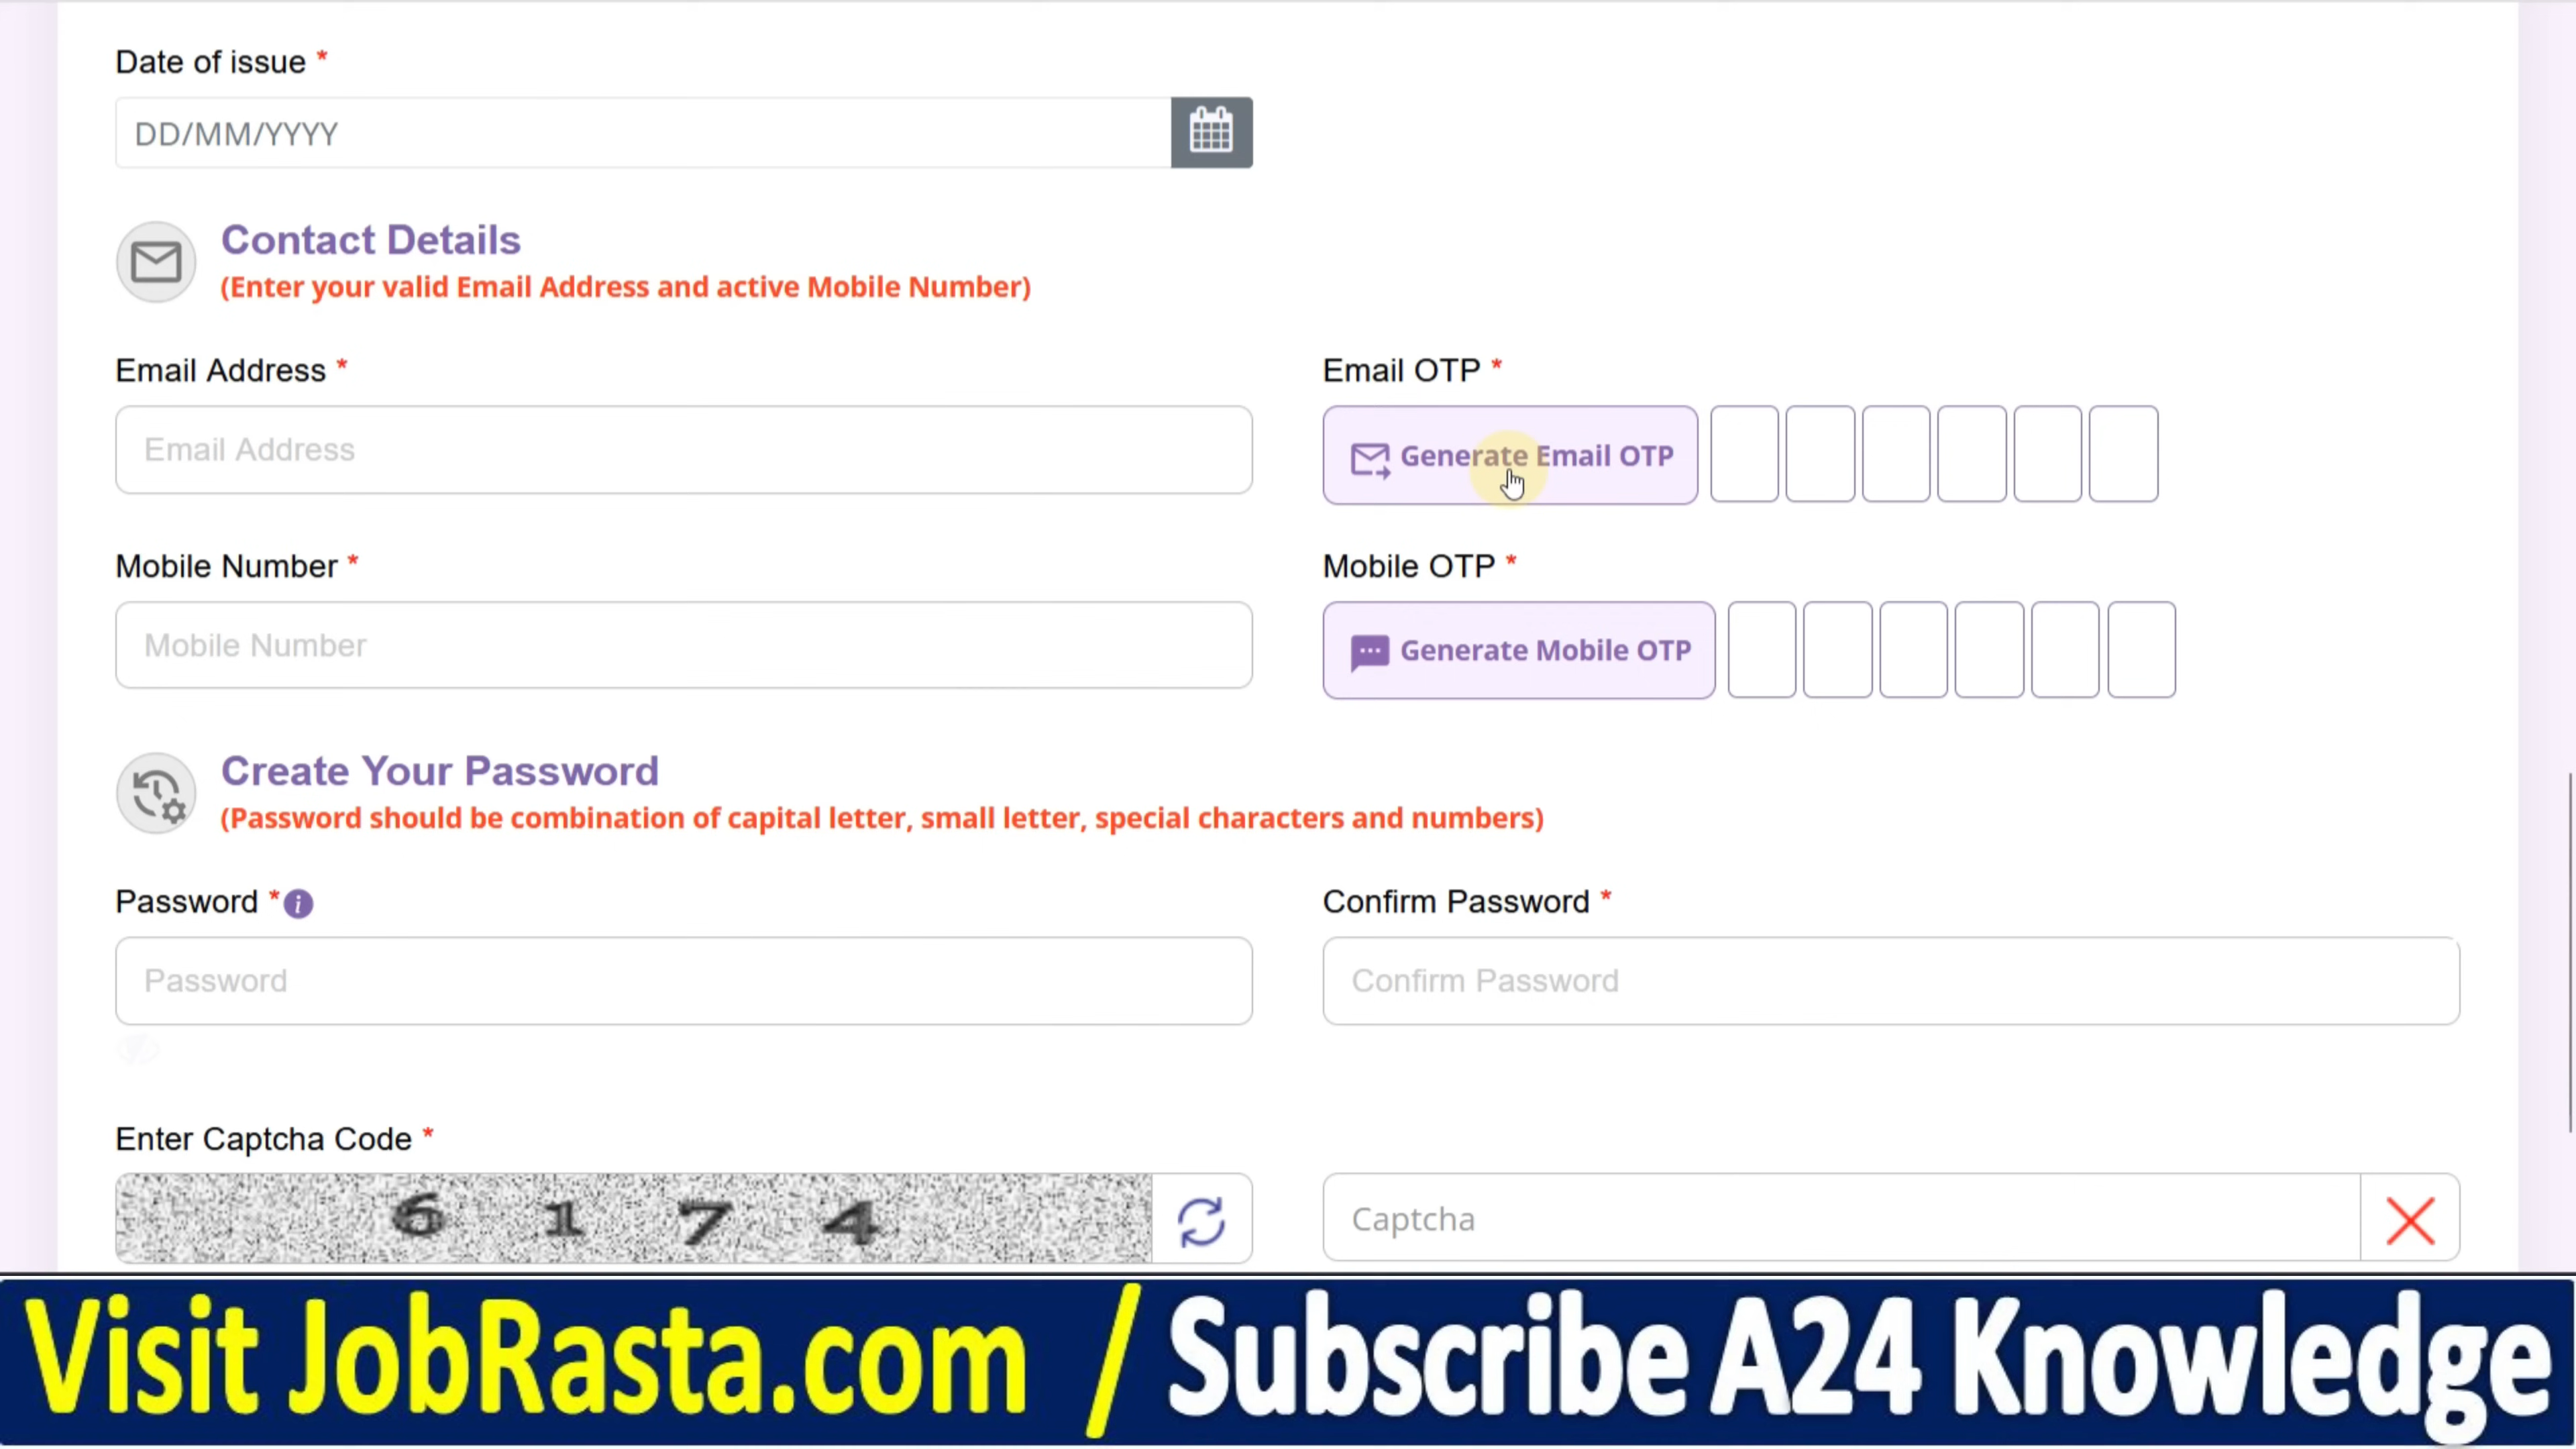 Date of issue *
DD/MM/YYYY
Contact Details
(Enter your valid Email Address and active Mobile Number)
Email Address *
Email OTP *
Email Address
Generate Email OTP
Mobile Number *
Mobile OTP *
Mobile Number
Generate Mobile OTP
Create Your Password
(Password should be combination of capital letter, small letter, special characters and numbers)
Password * i
Confirm Password *
Password
Confirm Password
Enter Captcha Code *
6 1 7 4
Captcha
Visit JobRasta.com / Subscribe A24 Knowledge